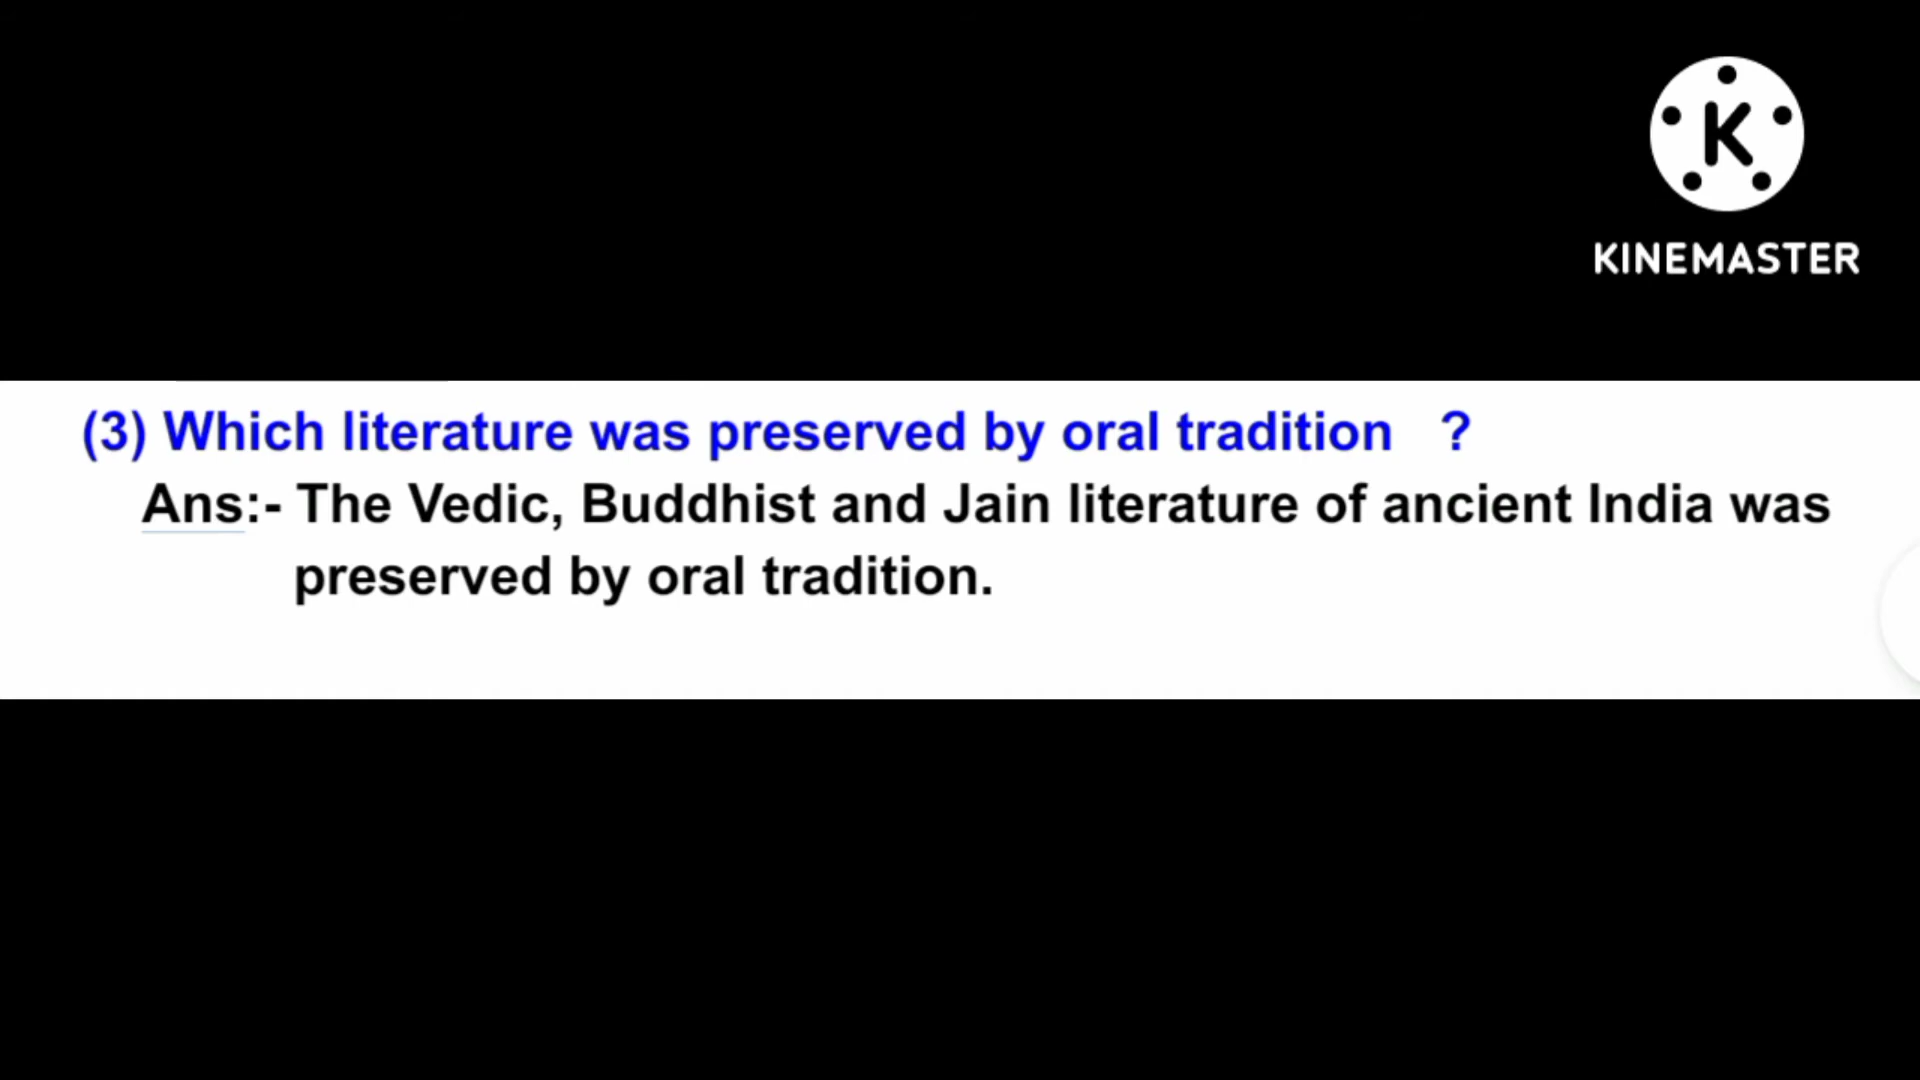 K
KINEMASTER
(3) Which literature was preserved by oral tradition ?
Ans:- The Vedic, Buddhist and Jain literature of ancient India was
preserved by oral tradition.